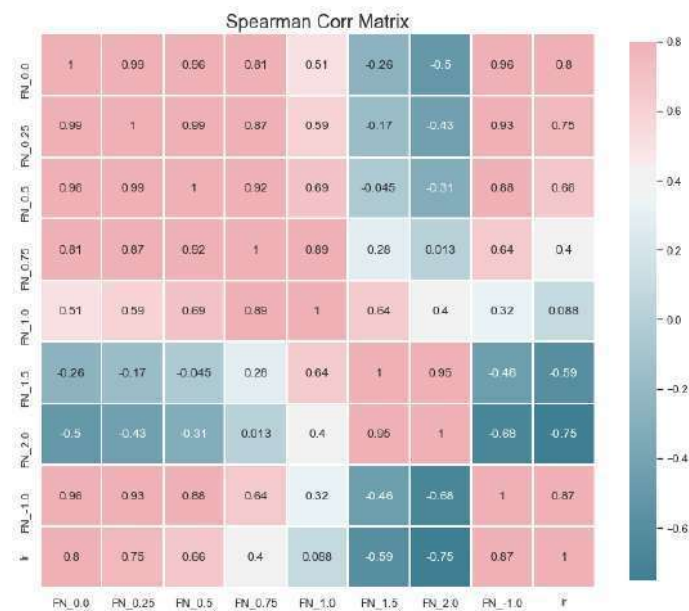 Spearman Corr Matrix
FN_0.0 1 0.99 0.96 0.81 0.51 -0.26 -0.5 0.96 0.8
FN_0.25 0.99 1 0.99 0.87 0.59 -0.17 -0.43 0.93 0.75
FN_0.5 0.96 0.99 1 0.92 0.69 -0.045 -0.31 0.88 0.66
FN_0.75 0.81 0.87 0.92 1 0.89 0.28 0.013 0.64 0.4
FN_1.0 0.51 0.59 0.69 0.89 1 0.64 0.4 0.32 0.088
FN_1.5 -0.26 -0.17 -0.045 0.28 0.64 1 0.95 -0.46 -0.59
FN_2.0 -0.5 -0.43 -0.31 0.013 0.4 0.95 1 -0.68 -0.75
FN_-1.0 0.96 0.93 0.88 0.64 0.32 -0.46 -0.68 1 0.87
0.8 0.75 0.66 0.4 0.088 -0.59 -0.75 0.87 1
FN_0.0 FN_0.25 FN_0.5 FN_0.75 FN_1.0 FN_1.5 FN_2.0 FN_-1.0
0.8
0.6
0.4
0.2
0.0
-0.2
-0.4
-0.6